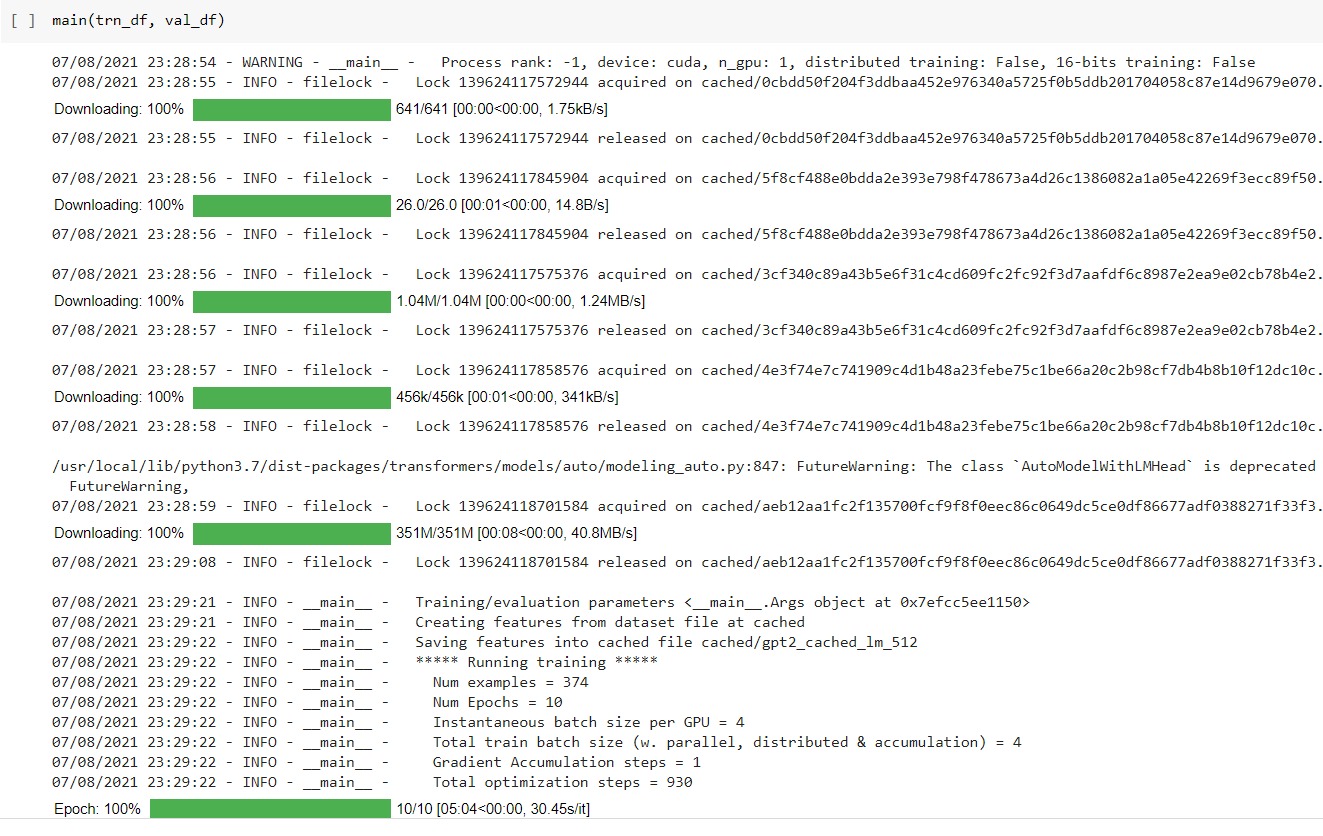 [ ] main(trn_df, val_df)
07/08/2021 23:28:54 - WARNING - __main__ -   Process rank: -1, device: cuda, n_gpu: 1, distributed training: False, 16-bits training: False
07/08/2021 23:28:55 - INFO - filelock -   Lock 139624117572944 acquired on cached/0cbdd50f204f3ddbaa452e976340a5725f0b5ddb201704058c87e14d9679e070.
Downloading: 100% 641/641 [00:00<00:00, 1.75kB/s]
07/08/2021 23:28:55 - INFO - filelock -   Lock 139624117572944 released on cached/0cbdd50f204f3ddbaa452e976340a5725f0b5ddb201704058c87e14d9679e070.
07/08/2021 23:28:56 - INFO - filelock -   Lock 139624117845904 acquired on cached/5f8cf488e0bdda2e393e798f478673a4d26c1386082a1a05e42269f3ecc89f50.
Downloading: 100% 26.0/26.0 [00:01<00:00, 14.8B/s]
07/08/2021 23:28:56 - INFO - filelock -   Lock 139624117845904 released on cached/5f8cf488e0bdda2e393e798f478673a4d26c1386082a1a05e42269f3ecc89f50.
07/08/2021 23:28:56 - INFO - filelock -   Lock 139624117575376 acquired on cached/3cf340c89a43b5e6f31c4cd609fc2fc92f3d7aafdf6c8987e2ea9e02cb78b4e2.
Downloading: 100% 1.04M/1.04M [00:00<00:00, 1.24MB/s]
07/08/2021 23:28:57 - INFO - filelock -   Lock 139624117575376 released on cached/3cf340c89a43b5e6f31c4cd609fc2fc92f3d7aafdf6c8987e2ea9e02cb78b4e2.
07/08/2021 23:28:57 - INFO - filelock -   Lock 139624117858576 acquired on cached/4e3f74e7c741909c4d1b48a23febe75c1be66a20c2b98cf7db4b8b10f12dc10c.
Downloading: 100% 456k/456k [00:01<00:00, 341kB/s]
07/08/2021 23:28:58 - INFO - filelock -   Lock 139624117858576 released on cached/4e3f74e7c741909c4d1b48a23febe75c1be66a20c2b98cf7db4b8b10f12dc10c.
/usr/local/lib/python3.7/dist-packages/transformers/models/auto/modeling_auto.py:847: FutureWarning: The class `AutoModelWithLMHead` is deprecated
  FutureWarning,
07/08/2021 23:28:59 - INFO - filelock -   Lock 139624118701584 acquired on cached/aeb12aa1fc2f135700fcf9f8f0eec86c0649dc5ce0df86677adf0388271f33f3.
Downloading: 100% 351M/351M [00:08<00:00, 40.8MB/s]
07/08/2021 23:29:08 - INFO - filelock -   Lock 139624118701584 released on cached/aeb12aa1fc2f135700fcf9f8f0eec86c0649dc5ce0df86677adf0388271f33f3.
07/08/2021 23:29:21 - INFO - __main__ -   Training/evaluation parameters <__main__.Args object at 0x7efcc5ee1150>
07/08/2021 23:29:21 - INFO - __main__ -   Creating features from dataset file at cached
07/08/2021 23:29:22 - INFO - __main__ -   Saving features into cached file cached/gpt2_cached_lm_512
07/08/2021 23:29:22 - INFO - __main__ -   ***** Running training *****
07/08/2021 23:29:22 - INFO - __main__ -     Num examples = 374
07/08/2021 23:29:22 - INFO - __main__ -     Num Epochs = 10
07/08/2021 23:29:22 - INFO - __main__ -     Instantaneous batch size per GPU = 4
07/08/2021 23:29:22 - INFO - __main__ -     Total train batch size (w. parallel, distributed & accumulation) = 4
07/08/2021 23:29:22 - INFO - __main__ -     Gradient Accumulation steps = 1
07/08/2021 23:29:22 - INFO - __main__ -     Total optimization steps = 930
Epoch: 100% 10/10 [05:04<00:00, 30.45s/it]